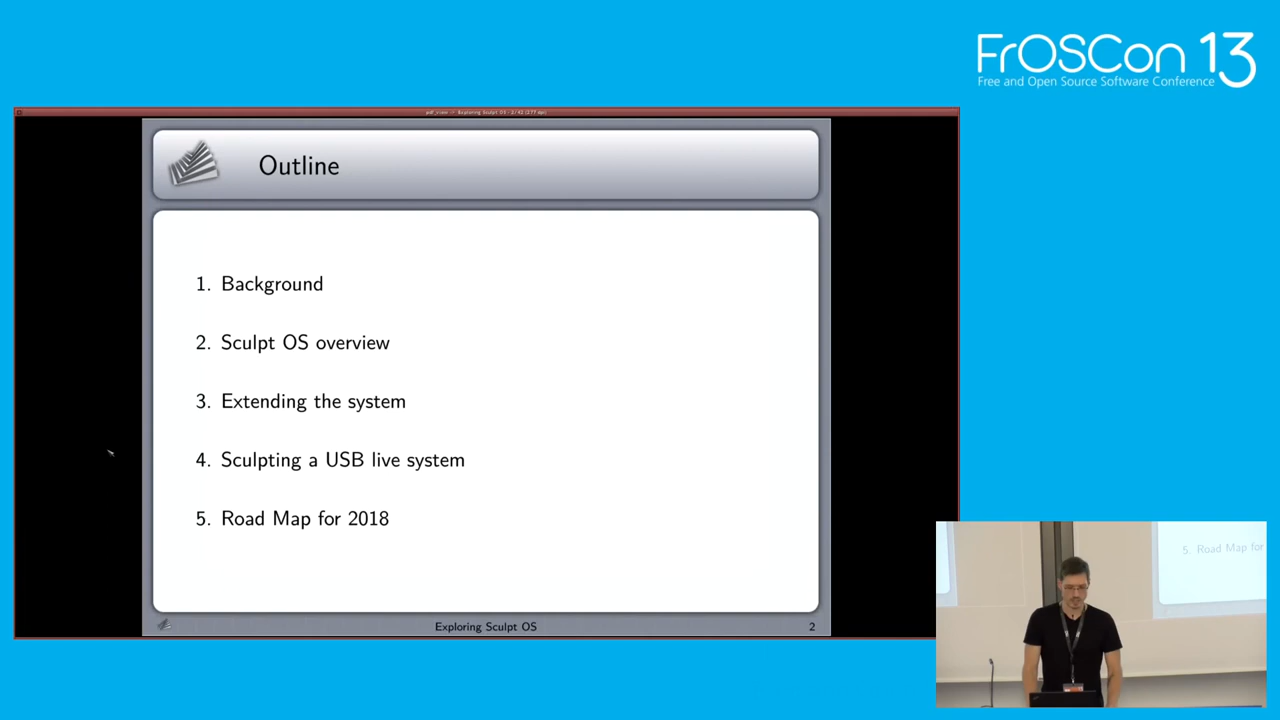 FrOSCon 13
Free and Open Source Software Conference
Outline
1. Background
2. Sculpt OS overview
3. Extending the system
4. Sculpting a USB live system
5. Road Map for 2018
Exploring Sculpt OS
2
5. Road Map for